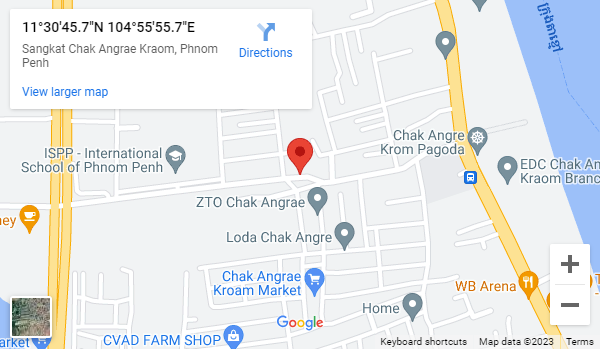 11°30'45.7"N 104°55'55.7"E
Sangkat Chak Angrae Kraom, Phnom
Penh
Directions
View larger map
Chak Angre
Krom Pagoda
ISPP - International
School of Phnom Penh
EDC Chak An
Kraom Branc
ZTO Chak Angrae
ney
Loda Chak Angre
Chak Angrae
Kroam Market
WB Arena
T
Home
Google
arket
CVAD FARM SHOP
Keyboard shortcuts
Map data ©2023
Terms